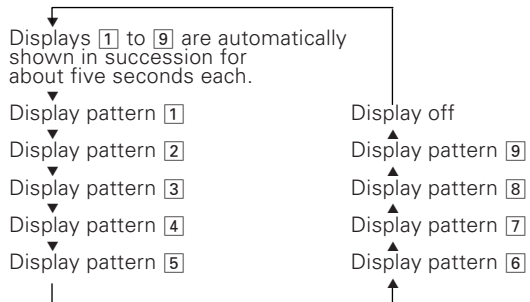 Displays 1 to 9 are automatically
shown in succession for
about five seconds each.
Display pattern 1
Display pattern 2
Display pattern 3
Display pattern 4
Display pattern 5
Display off
Display pattern 9
Display pattern 8
Display pattern 7
Display pattern 6